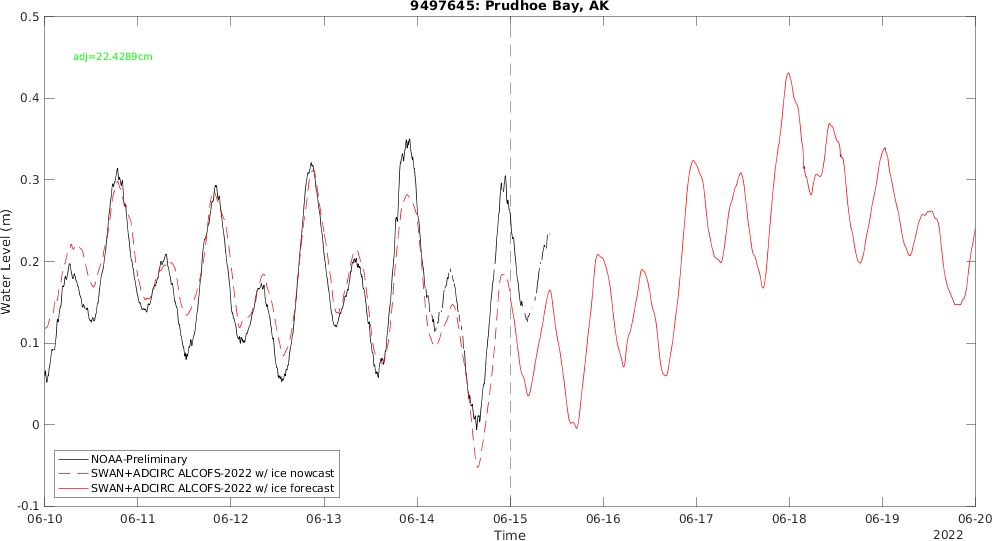 9497645: Prudhoe Bay, AK
adj=22.4289cm
0.5
0.4
0.3
0.2
0.1
0
-0.1
Water Level (m)
NOAA-Preliminary
SWAN+ADCIRC ALCOFS-2022 w/ ice nowcast
SWAN+ADCIRC ALCOFS-2022 w/ ice forecast
06-10 06-11 06-12 06-13 06-14 06-15 06-16 06-17 06-18 06-19 06-20
Time
2022